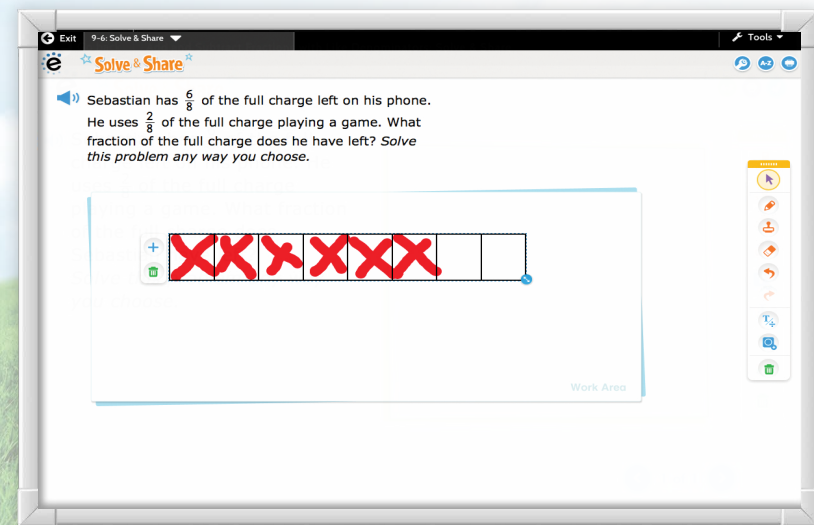 Exit 9-6: Solve & Share Tools
e Solve & Share A-Z
Sebastian has 6/8 of the full charge left on his phone.
He uses 2/8 of the full charge playing a game. What
fraction of the full charge does he have left? Solve
this problem any way you choose.
Work Area